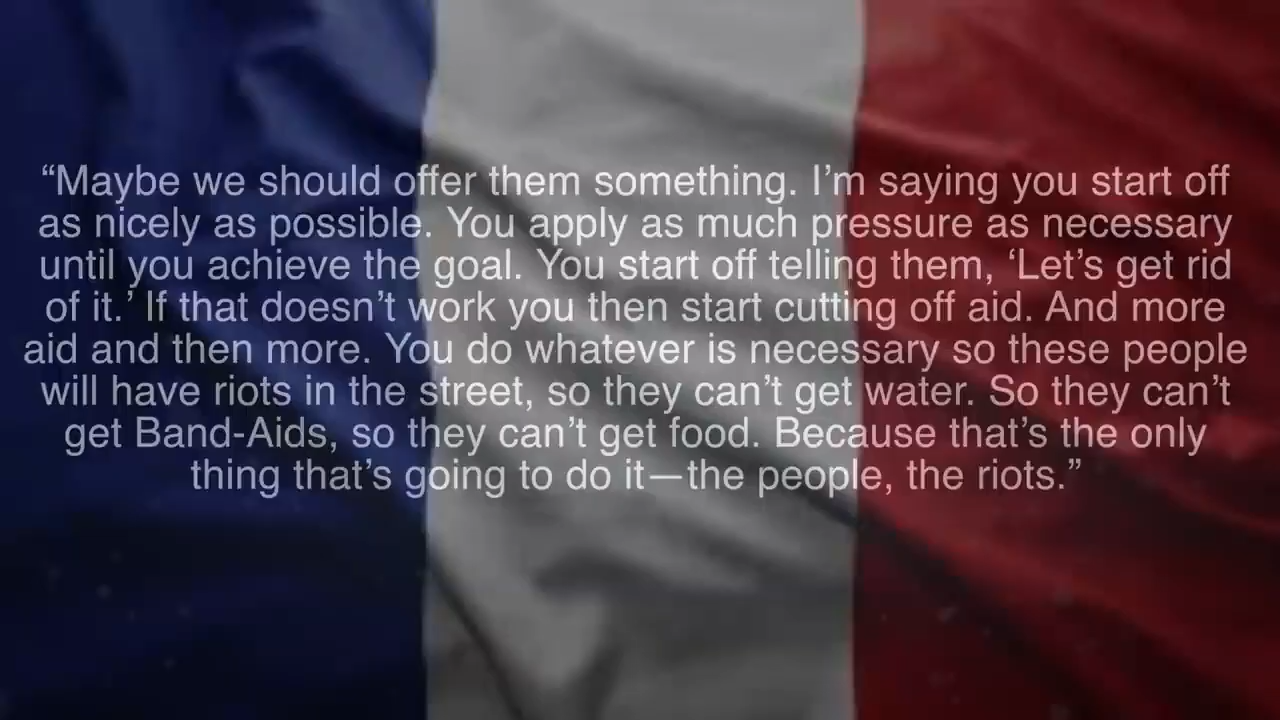 “Maybe we should offer them something. I’m saying you start off
as nicely as possible. You apply as much pressure as necessary
until you achieve the goal. You start off telling them, ‘Let’s get rid
of it.’ If that doesn’t work you then start cutting off aid. And more
aid and then more. You do whatever is necessary so these people
will have riots in the street, so they can’t get water. So they can’t
get Band-Aids, so they can’t get food. Because that’s the only
thing that’s going to do it—the people, the riots.”